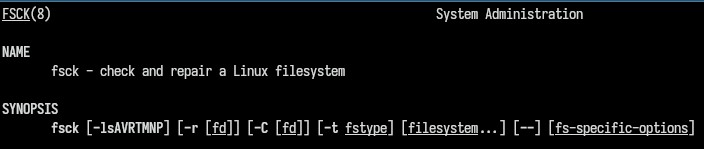 FSCK(8) System Administration
NAME
fsck - check and repair a Linux filesystem
SYNOPSIS
fsck [-lsAVRTMNP] [-r [fd]] [-C [fd]] [-t fstype] [filesystem...] [--] [fs-specific-options]